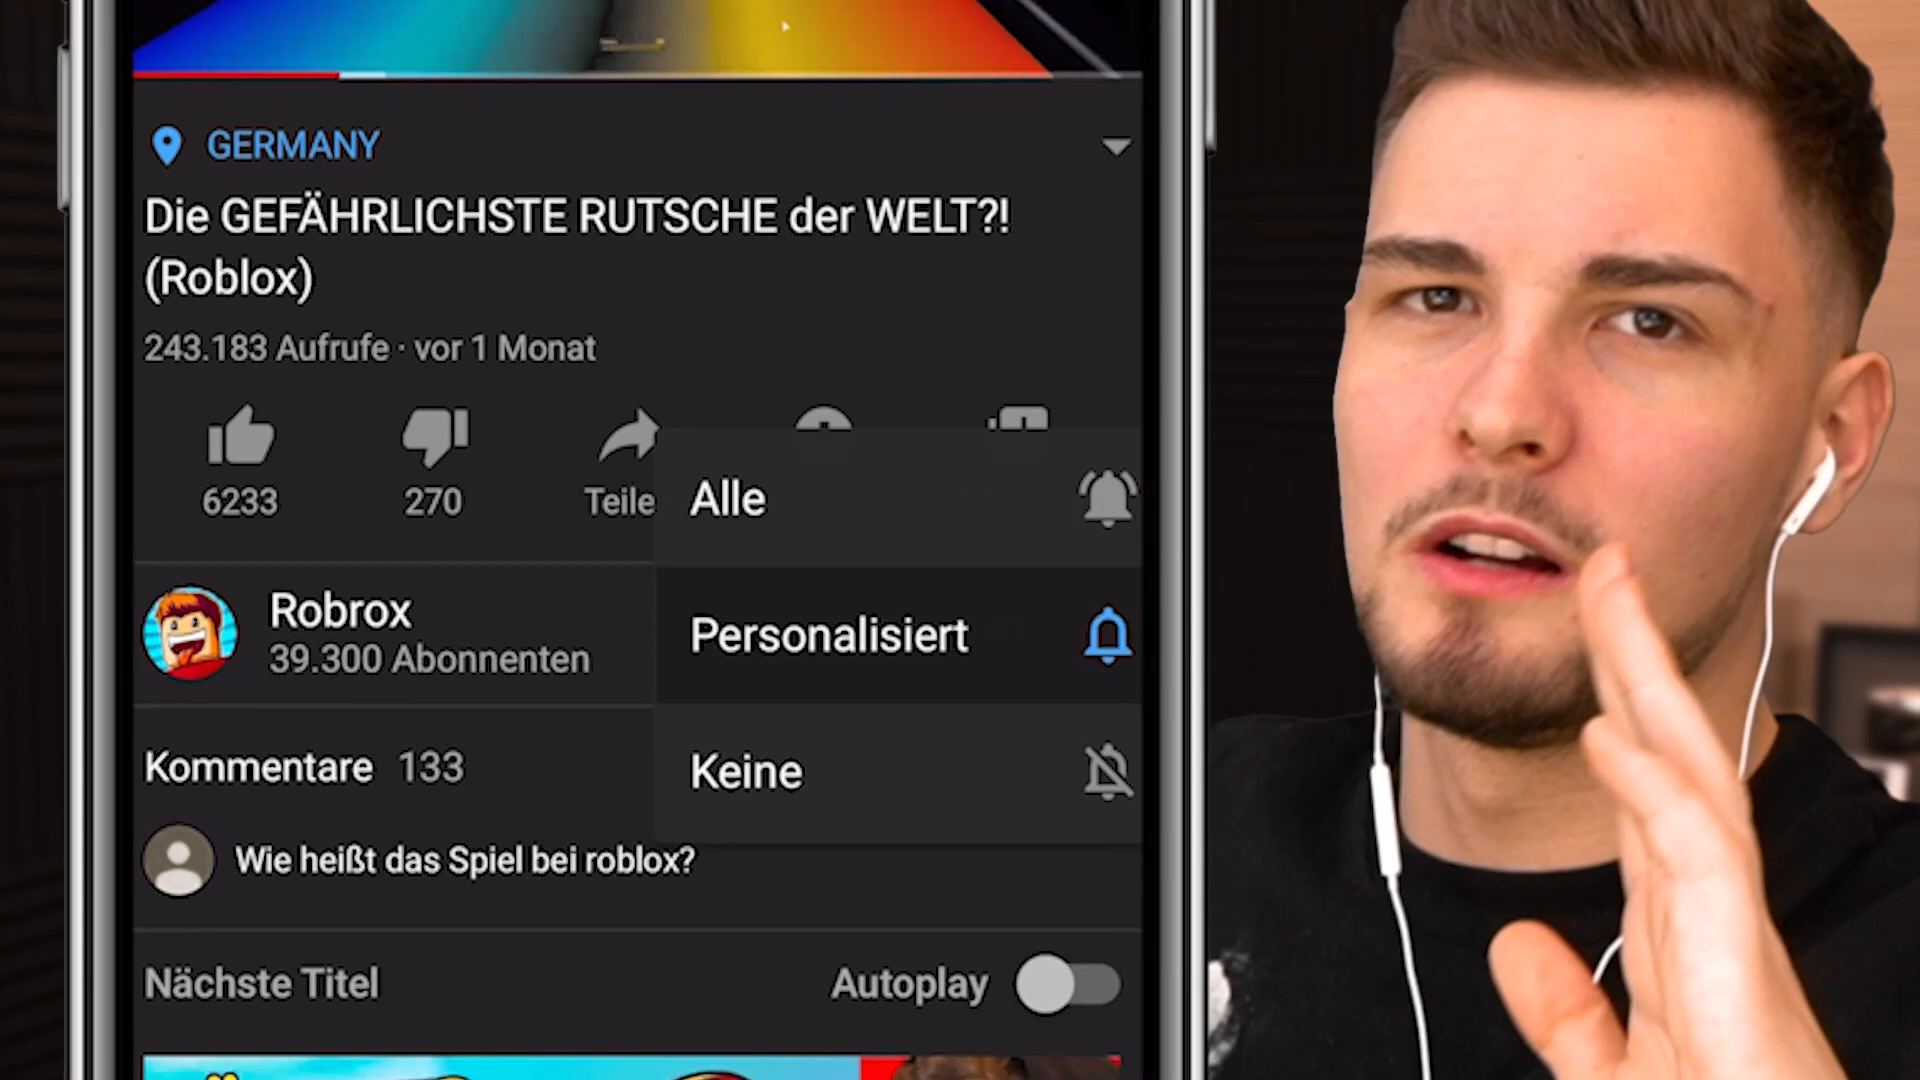 GERMANY
Die GEFÄHRLICHSTE RUTSCHE der WELT?!
(Roblox)
243.183 Aufrufe · vor 1 Monat
6233
270
Teile
Alle
Robrox
39.300 Abonnenten
Personalisiert
Kommentare 133
Keine
Wie heißt das Spiel bei roblox?
Nächste Titel
Autoplay